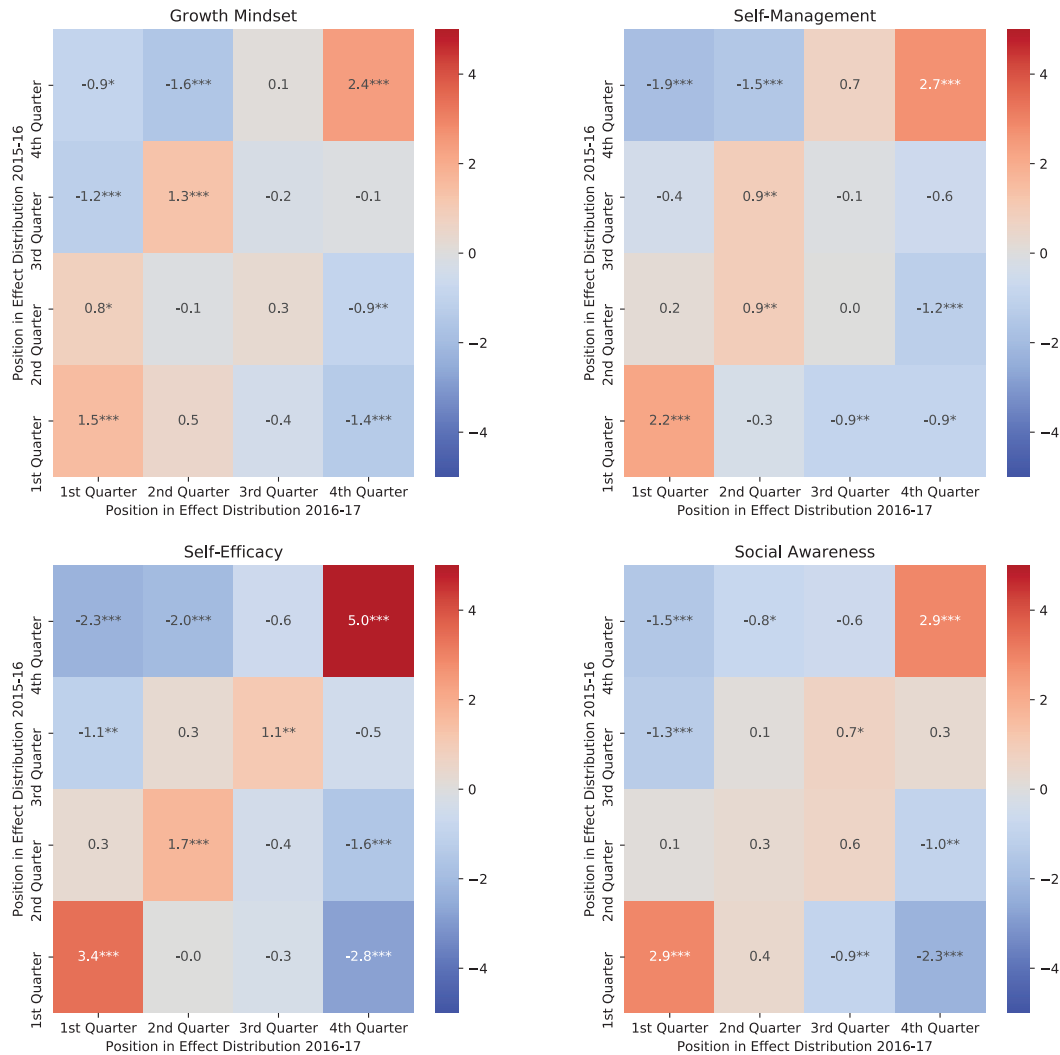 Growth Mindset
Position in Effect Distribution 2015-16
4th Quarter
-0.9* -1.6*** 0.1 2.4***
3rd Quarter
-1.2*** 1.3*** -0.2 -0.1
2nd Quarter
0.8* -0.1 0.3 -0.9**
1st Quarter
1.5*** 0.5 -0.4 -1.4***
1st Quarter 2nd Quarter 3rd Quarter 4th Quarter
Position in Effect Distribution 2016-17
4
2
0
−2
−4
Self-Management
Position in Effect Distribution 2015-16
4th Quarter
-1.9*** -1.5*** 0.7 2.7***
3rd Quarter
-0.4 0.9** -0.1 -0.6
2nd Quarter
0.2 0.9** 0.0 -1.2***
1st Quarter
2.2*** -0.3 -0.9** -0.9*
1st Quarter 2nd Quarter 3rd Quarter 4th Quarter
Position in Effect Distribution 2016-17
4
2
0
−2
−4
Self-Efficacy
Position in Effect Distribution 2015-16
4th Quarter
-2.3*** -2.0*** -0.6 5.0***
3rd Quarter
-1.1** 0.3 1.1** -0.5
2nd Quarter
0.3 1.7*** -0.4 -1.6***
1st Quarter
3.4*** -0.0 -0.3 -2.8***
1st Quarter 2nd Quarter 3rd Quarter 4th Quarter
Position in Effect Distribution 2016-17
4
2
0
−2
−4
Social Awareness
Position in Effect Distribution 2015-16
4th Quarter
-1.5*** -0.8* -0.6 2.9***
3rd Quarter
-1.3*** 0.1 0.7* 0.3
2nd Quarter
0.1 0.3 0.6 -1.0**
1st Quarter
2.9*** 0.4 -0.9** -2.3***
1st Quarter 2nd Quarter 3rd Quarter 4th Quarter
Position in Effect Distribution 2016-17
4
2
0
−2
−4